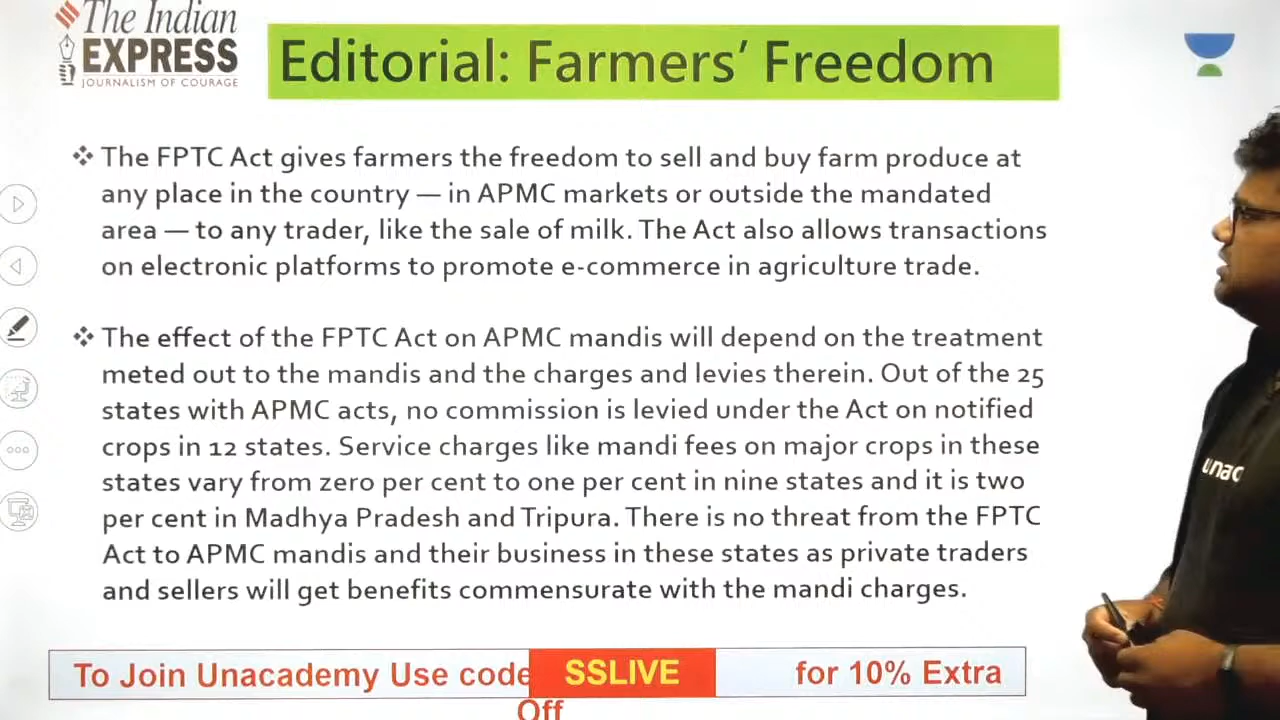 The Indian
EXPRESS
JOURNALISM OF COURAGE
Editorial: Farmers' Freedom
❖ The FPTC Act gives farmers the freedom to sell and buy farm produce at
any place in the country — in APMC markets or outside the mandated
area — to any trader, like the sale of milk. The Act also allows transactions
on electronic platforms to promote e-commerce in agriculture trade.
❖ The effect of the FPTC Act on APMC mandis will depend on the treatment
meted out to the mandis and the charges and levies therein. Out of the 25
states with APMC acts, no commission is levied under the Act on notified
crops in 12 states. Service charges like mandi fees on major crops in these
states vary from zero per cent to one per cent in nine states and it is two
per cent in Madhya Pradesh and Tripura. There is no threat from the FPTC
Act to APMC mandis and their business in these states as private traders
and sellers will get benefits commensurate with the mandi charges.
unac
To Join Unacademy Use code SSLIVE for 10% Extra
Off